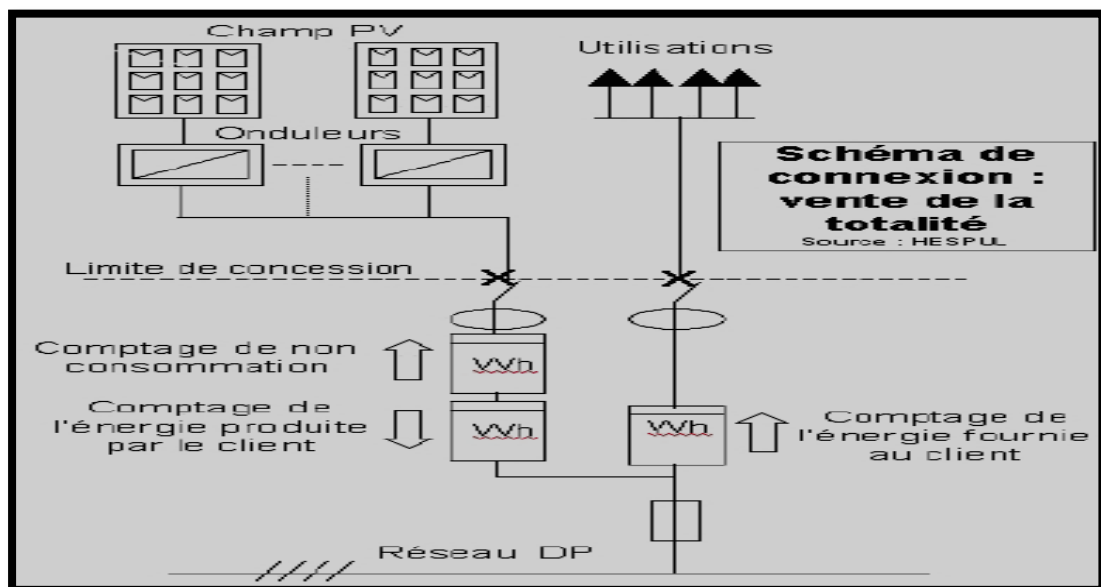 Champ PV
Utilisations
Onduleurs
Schéma de
connexion :
vente de la
totalité
Source : HESPUL
Limite de concession
Comptage de non
consommation
Wh
Comptage de
l'énergie produite
par le client
Wh
Wh
Comptage de
l'énergie fournie
au client
Réseau DP